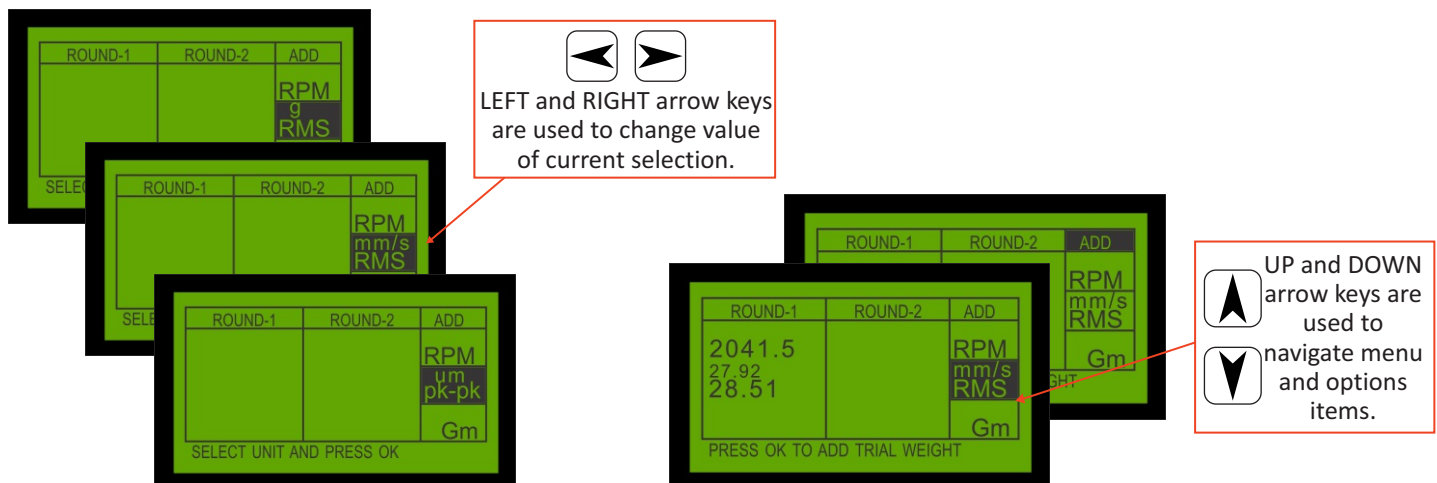 ROUND-1 ROUND-2 ADD
RPM
g
RMS
ROUND-1 ROUND-2 ADD
RPM
mm/s
RMS
ROUND-1 ROUND-2 ADD
RPM
um
pk-pk
Gm
SELECT UNIT AND PRESS OK
LEFT and RIGHT arrow keys
are used to change value
of current selection.
ROUND-1 ROUND-2 ADD
RPM
mm/s
RMS
Gm
ROUND-1 ROUND-2 ADD
2041.5 RPM
27.92 mm/s
28.51 RMS
Gm
PRESS OK TO ADD TRIAL WEIGHT
UP and DOWN
arrow keys are
used to
navigate menu
and options
items.